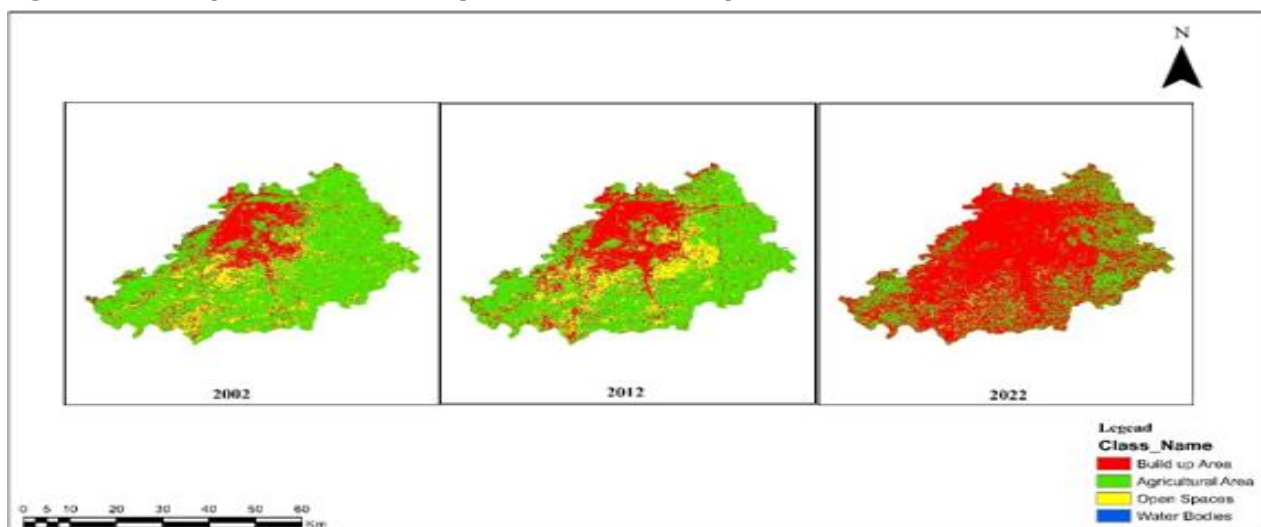 N
2002
2012
2022
Legend
Class_Name
Build up Area
Agricultural Area
Open Spaces
Water Bodies
0 5 10 20 30 40 50 60
Km